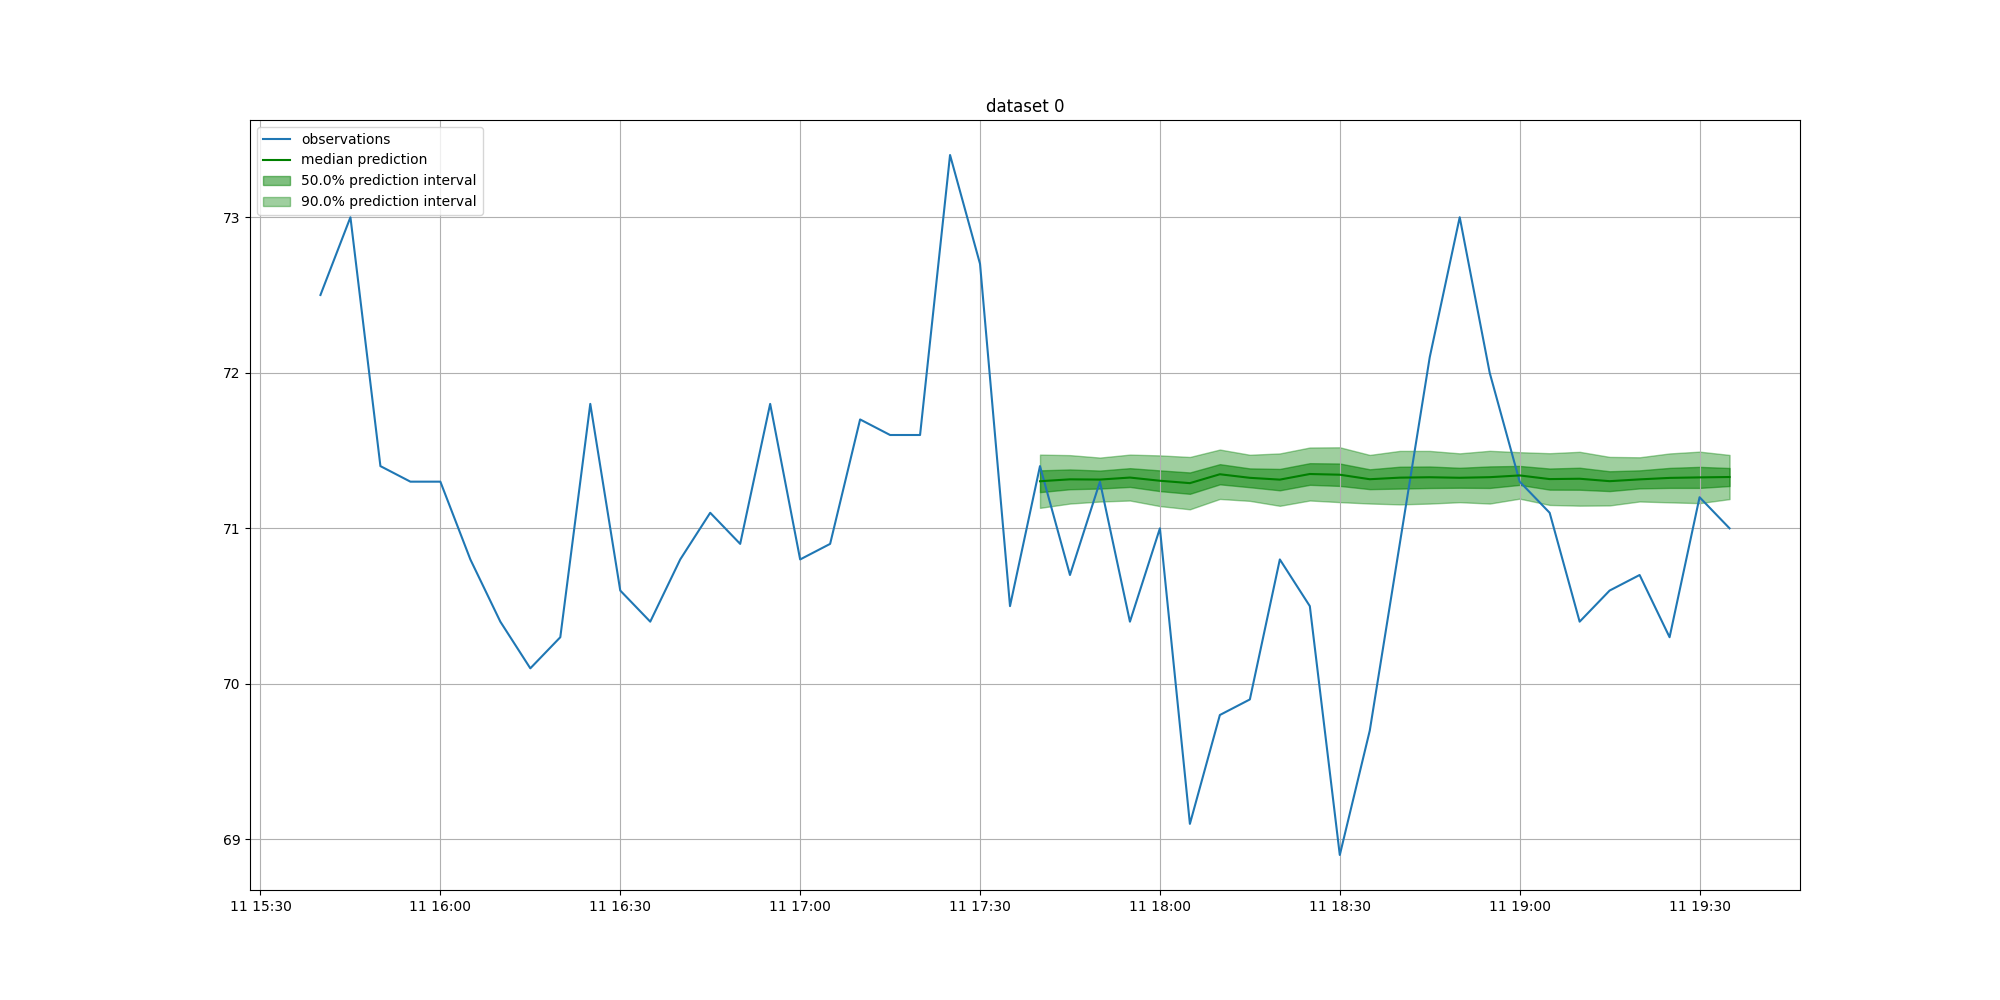 dataset 0
observations
median prediction
50.0% prediction interval
90.0% prediction interval
73
72
71
70
69
11 15:30 11 16:00 11 16:30 11 17:00 11 17:30 11 18:00 11 18:30 11 19:00 11 19:30